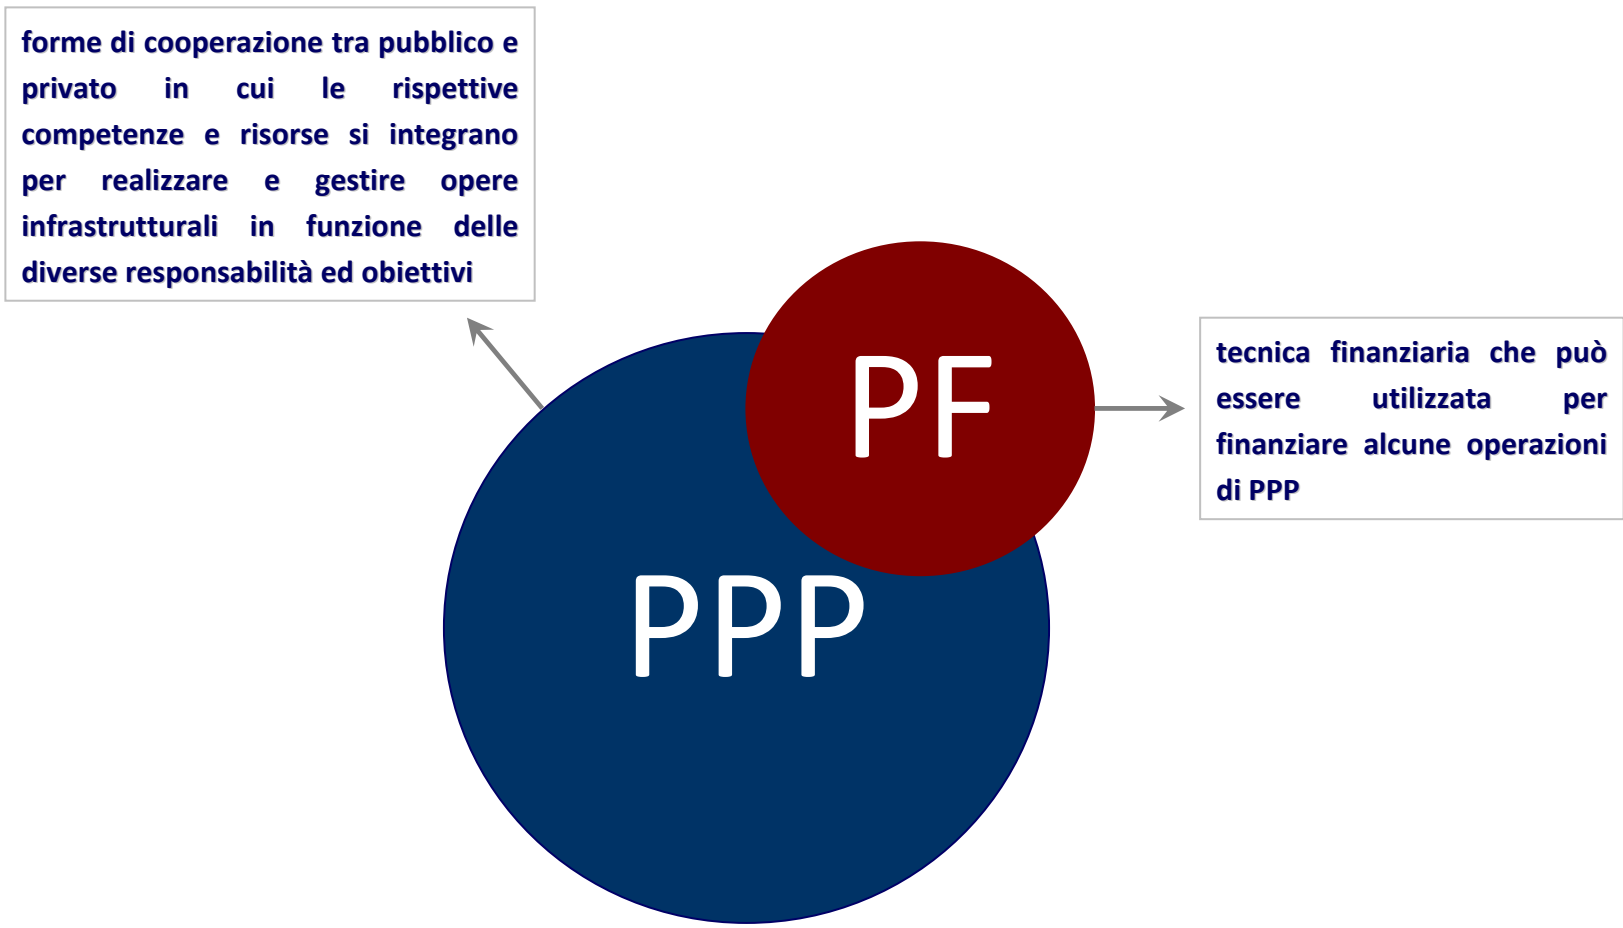 forme di cooperazione tra pubblico e
privato in cui le rispettive
competenze e risorse si integrano
per realizzare e gestire opere
infrastrutturali in funzione delle
diverse responsabilità ed obiettivi
PF
tecnica finanziaria che può
essere utilizzata per
finanziare alcune operazioni
di PPP
PPP